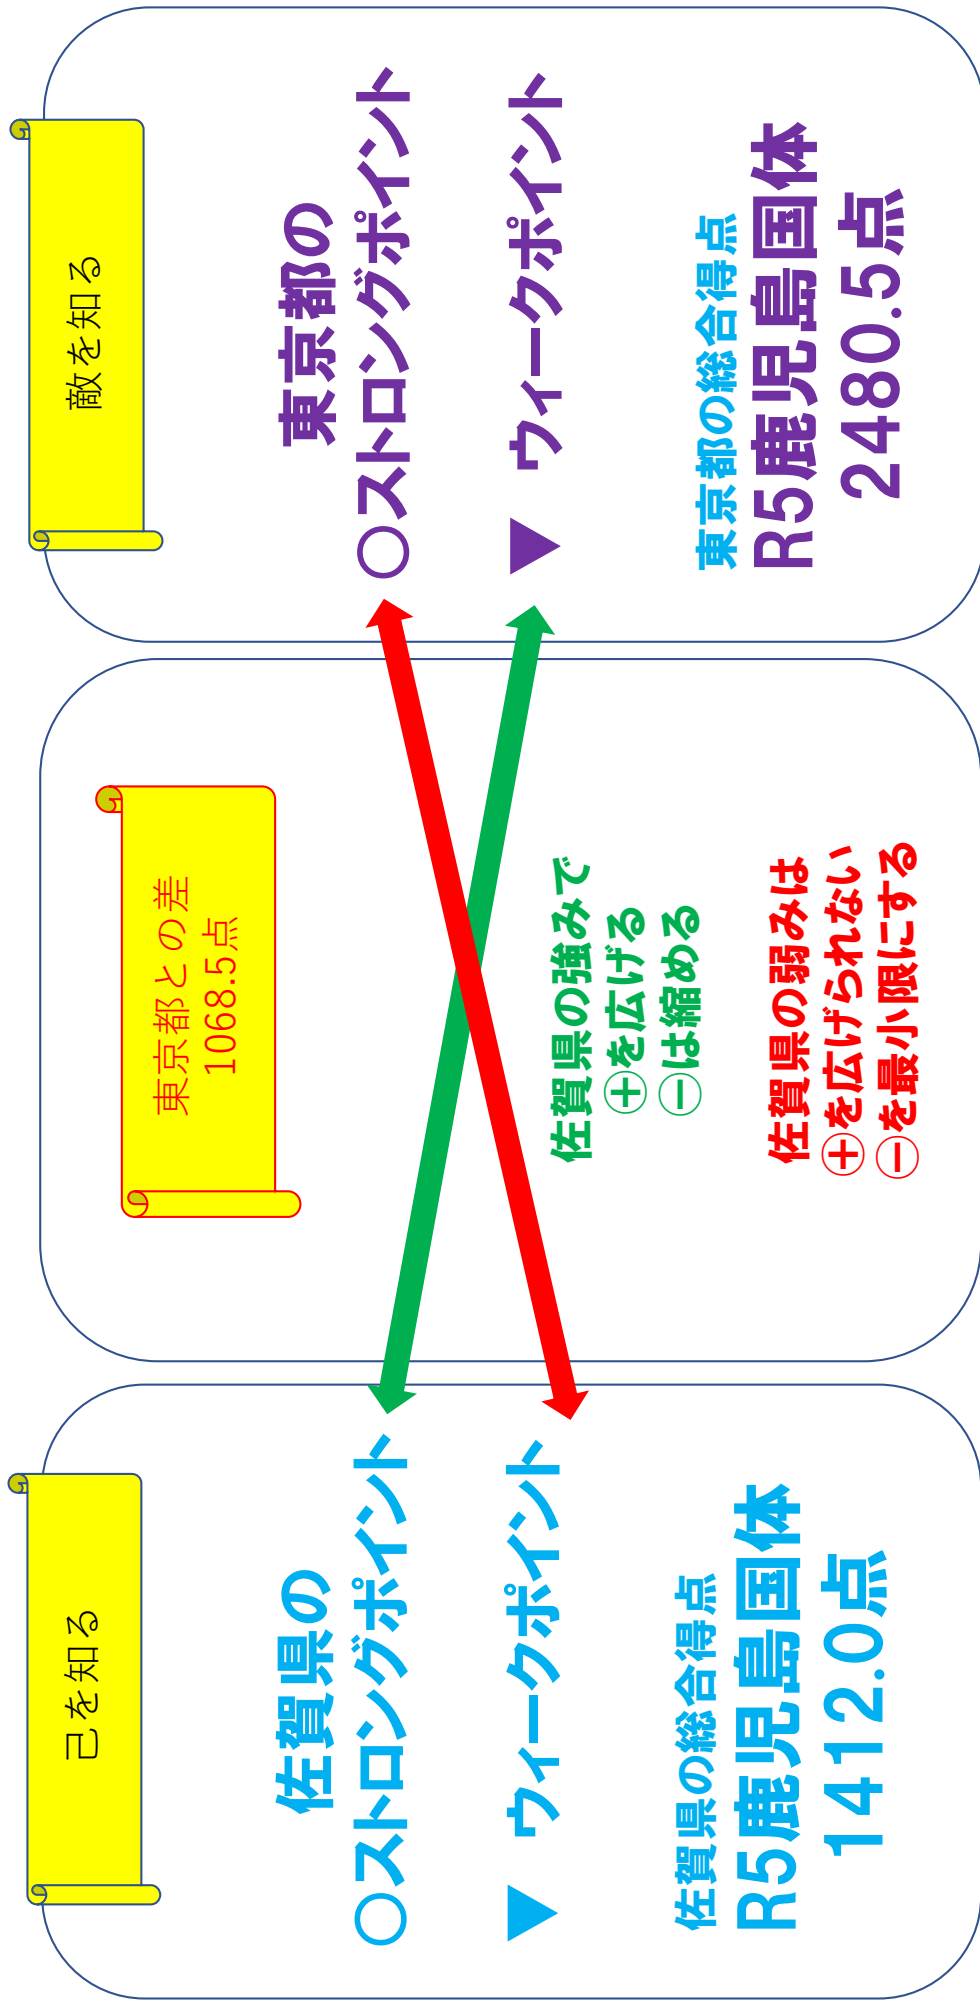 己を知る
佐賀県の
○ストロングポイント
▼ ウィークポイント
佐賀県の総合得点
R5鹿児島国体
1412.0点
東京都との差
1068.5点
佐賀県の強みで
⊕を広げる
⊖は縮める
佐賀県の弱みは
⊕を広げられない
⊖を最小限にする
敵を知る
東京都の
○ストロングポイント
▼ ウィークポイント
東京都の総合得点
R5鹿児島国体
2480.5点